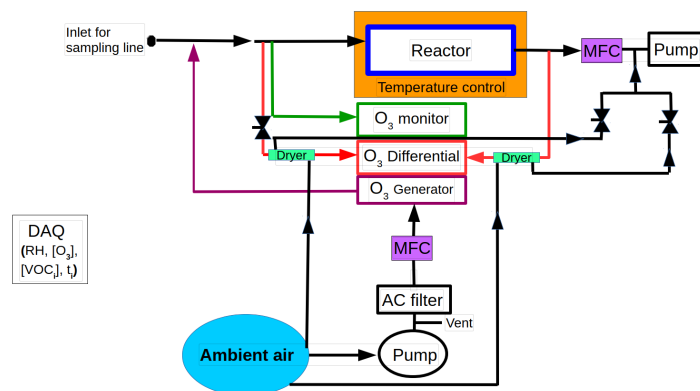 Inlet for
sampling line
Reactor
MFC
Pump
Temperature control
O₃ monitor
Dryer
O₃ Differential
Dryer
O₃ Generator
DAQ
(RH, [O₃],
[VOCᵢ], tᵢ)
MFC
AC filter
Vent
Ambient air
Pump